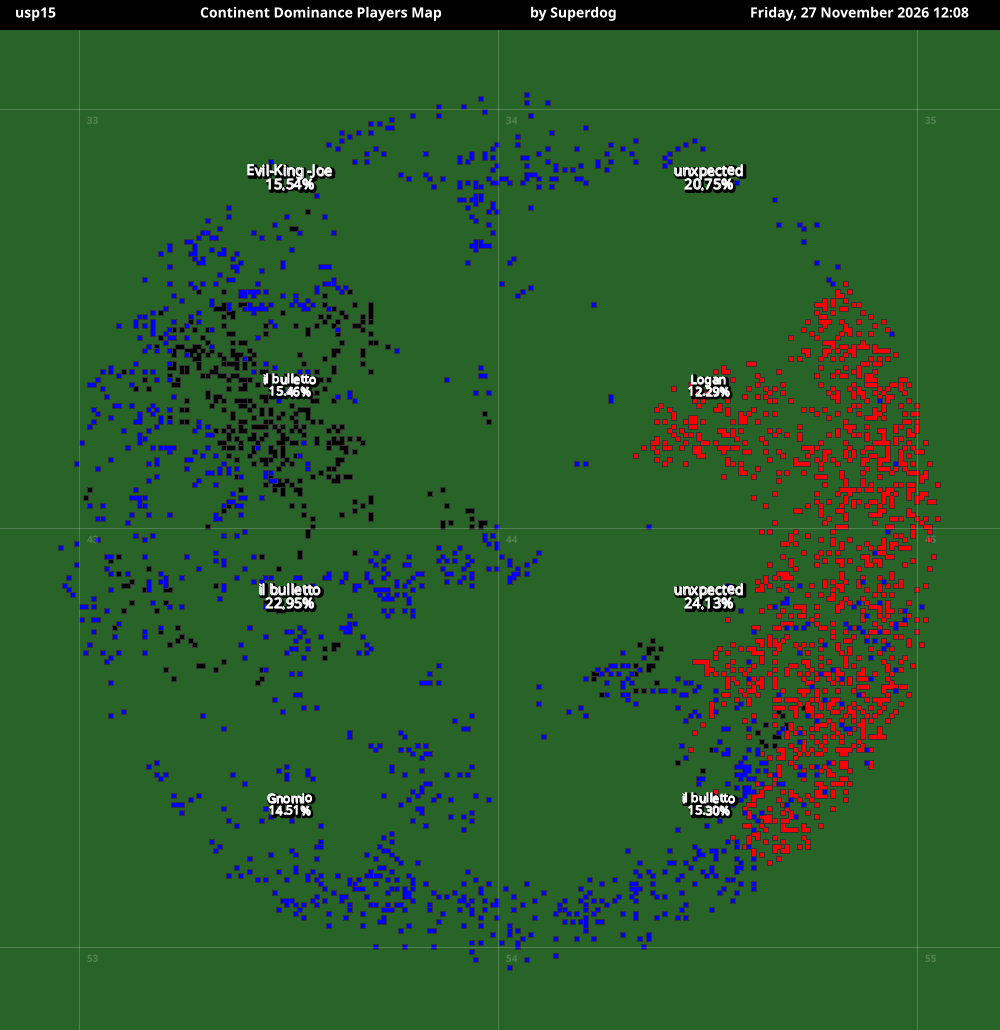 usp15 Continent Dominance Players Map by Superdog Friday, 27 November 2026 12:08
33 34 35
Evil-King -Joe unxpected
15,54% 20,75%
il bulletto Logan
15.46% 12.29%
43 44 45
il bulletto unxpected
22,95% 24,13%
Gnomio il bulletto
14.51% 15.30%
53 54 55